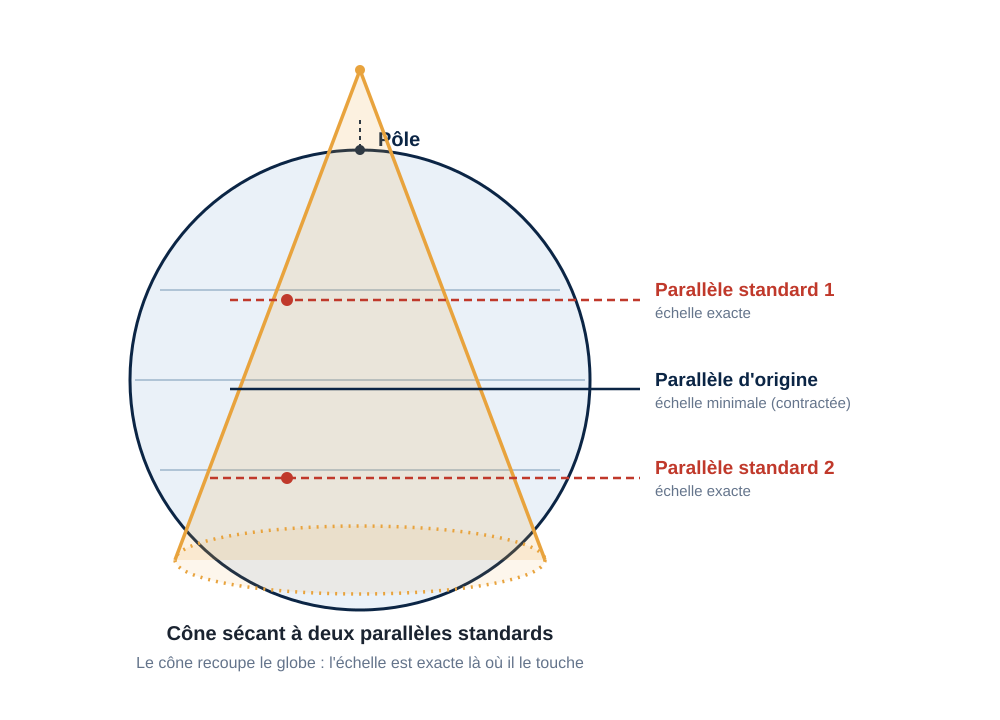 Pôle
Parallèle standard 1
échelle exacte
Parallèle d'origine
échelle minimale (contractée)
Parallèle standard 2
échelle exacte
Cône sécant à deux parallèles standards
Le cône recoupe le globe : l'échelle est exacte là où il le touche